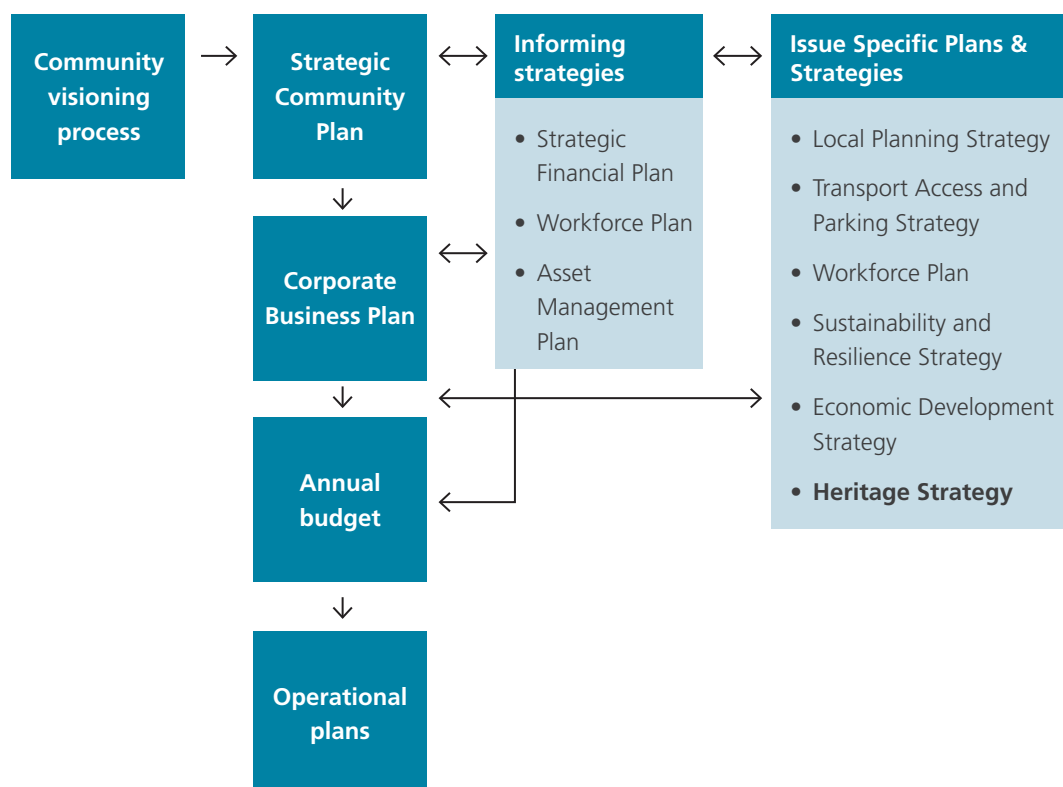 Community
visioning
process
Strategic
Community
Plan
Informing
strategies
• Strategic
Financial Plan
• Workforce Plan
• Asset
Management
Plan
Issue Specific Plans &
Strategies
• Local Planning Strategy
• Transport Access and
Parking Strategy
• Workforce Plan
• Sustainability and
Resilience Strategy
• Economic Development
Strategy
• Heritage Strategy
Corporate
Business Plan
Annual
budget
Operational
plans